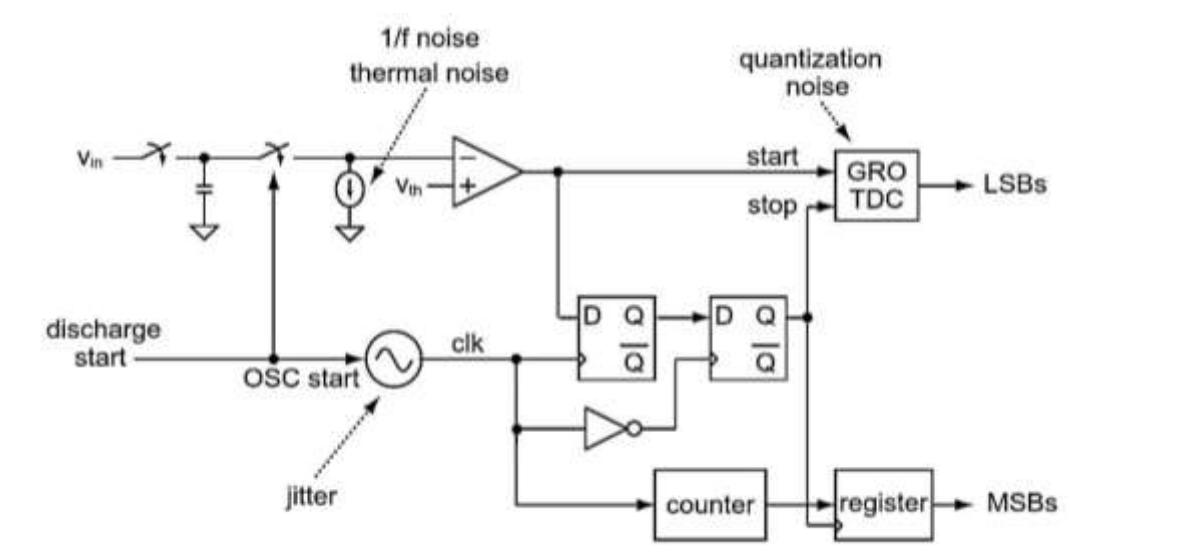 1/f noise
thermal noise
quantization
noise
Vin
Vth
start
stop
GRO
TDC
LSBs
discharge
start
OSC start
clk
D Q
Q
D Q
Q
jitter
counter
register
MSBs